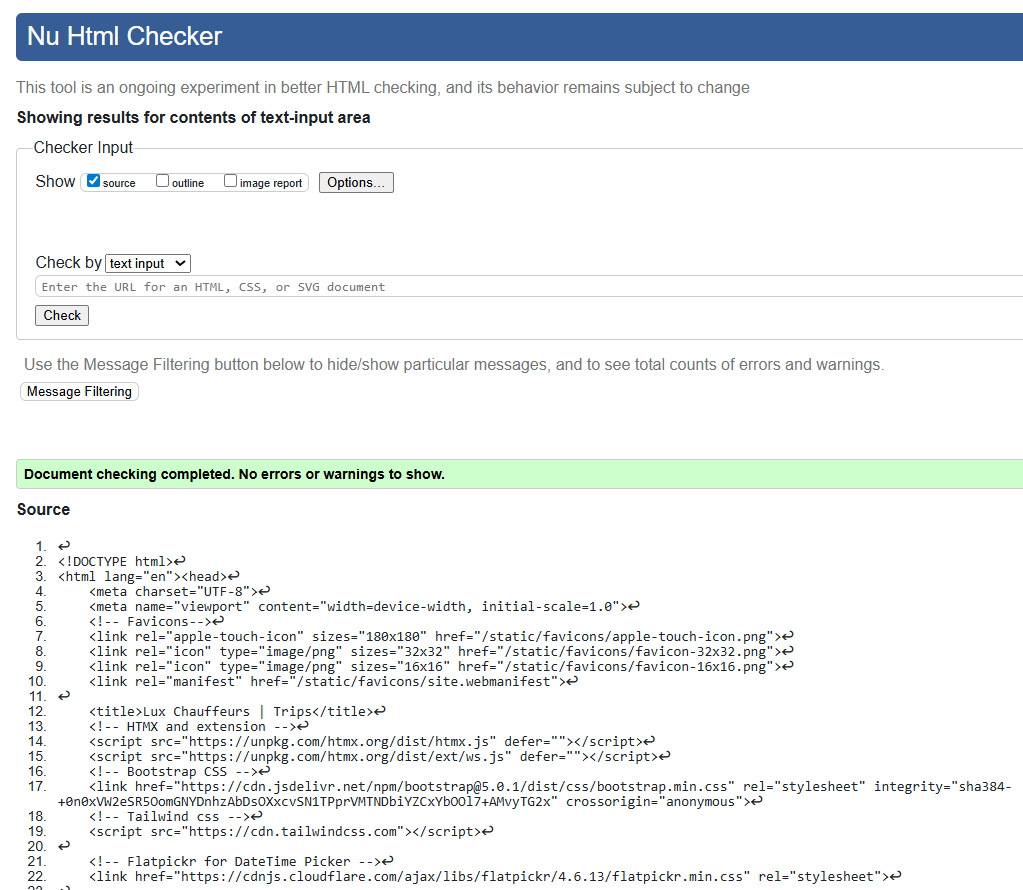 Nu Html Checker
This tool is an ongoing experiment in better HTML checking, and its behavior remains subject to change
Showing results for contents of text-input area
Checker Input
Show source outline image report Options...
Check by text input
Enter the URL for an HTML, CSS, or SVG document
Check
Use the Message Filtering button below to hide/show particular messages, and to see total counts of errors and warnings.
Message Filtering
Document checking completed. No errors or warnings to show.
Source
1. ↩
2. <!DOCTYPE html>↩
3. <html lang="en"><head>↩
4. <meta charset="UTF-8">↩
5. <meta name="viewport" content="width=device-width, initial-scale=1.0">↩
6. <!-- Favicons-->↩
7. <link rel="apple-touch-icon" sizes="180x180" href="/static/favicons/apple-touch-icon.png">↩
8. <link rel="icon" type="image/png" sizes="32x32" href="/static/favicons/favicon-32x32.png">↩
9. <link rel="icon" type="image/png" sizes="16x16" href="/static/favicons/favicon-16x16.png">↩
10. <link rel="manifest" href="/static/favicons/site.webmanifest">↩
11. ↩
12. <title>Lux Chauffeurs | Trips</title>↩
13. <!-- HTMX and extension -->↩
14. <script src="https://unpkg.com/htmx.org/dist/htmx.js" defer=""></script>↩
15. <script src="https://unpkg.com/htmx.org/dist/ext/ws.js" defer=""></script>↩
16. <!-- Bootstrap CSS -->↩
17. <link href="https://cdn.jsdelivr.net/npm/bootstrap@5.0.1/dist/css/bootstrap.min.css" rel="stylesheet" integrity="sha384-
+0n0xVW2eSR5OomGNYDnhzAbDsOXxcvSN1TPprVMTNDbiYZCxYbOOl7+AMvyTG2x" crossorigin="anonymous">↩
18. <!-- Tailwind css -->↩
19. <script src="https://cdn.tailwindcss.com"></script>↩
20. ↩
21. <!-- Flatpickr for DateTime Picker -->↩
22. <link href="https://cdnjs.cloudflare.com/ajax/libs/flatpickr/4.6.13/flatpickr.min.css" rel="stylesheet">↩